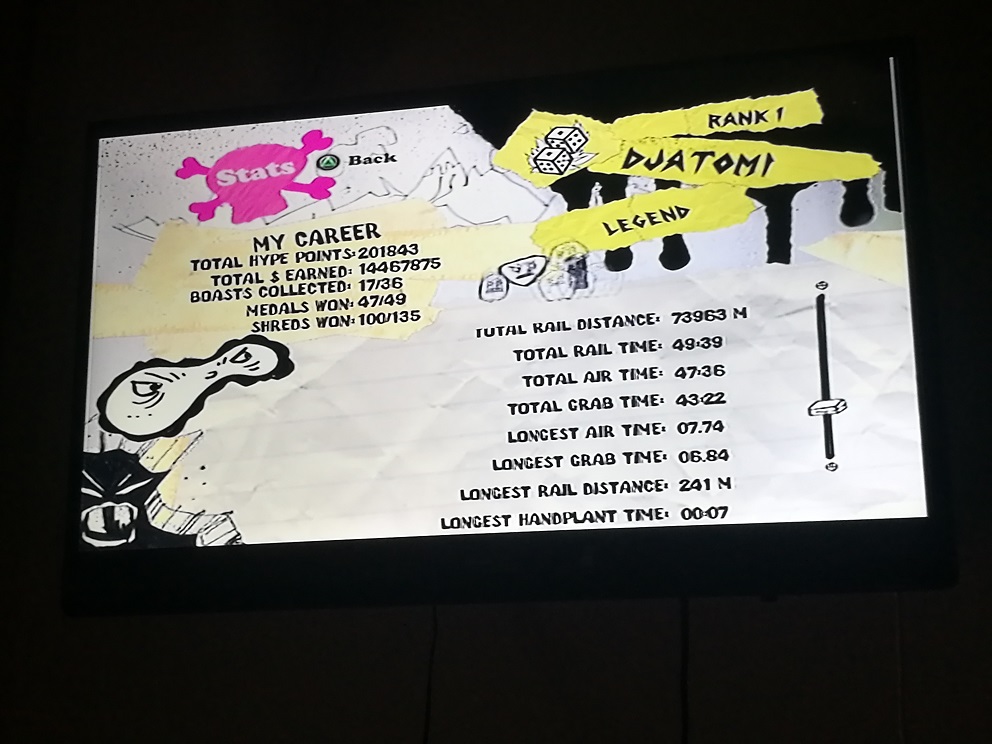 Stats
Back
RANK 1
DJATOMI
LEGEND
MY CAREER
TOTAL HYPE POINTS: 201843
TOTAL $ EARNED: 14467875
BOASTS COLLECTED: 17/36
MEDALS WON: 47/49
SHREDS WON: 100/135
TOTAL RAIL DISTANCE: 73963 M
TOTAL RAIL TIME: 49:39
TOTAL AIR TIME: 47:36
TOTAL GRAB TIME: 43:22
LONGEST AIR TIME: 07.74
LONGEST GRAB TIME: 06.84
LONGEST RAIL DISTANCE: 241 M
LONGEST HANDPLANT TIME: 00:07